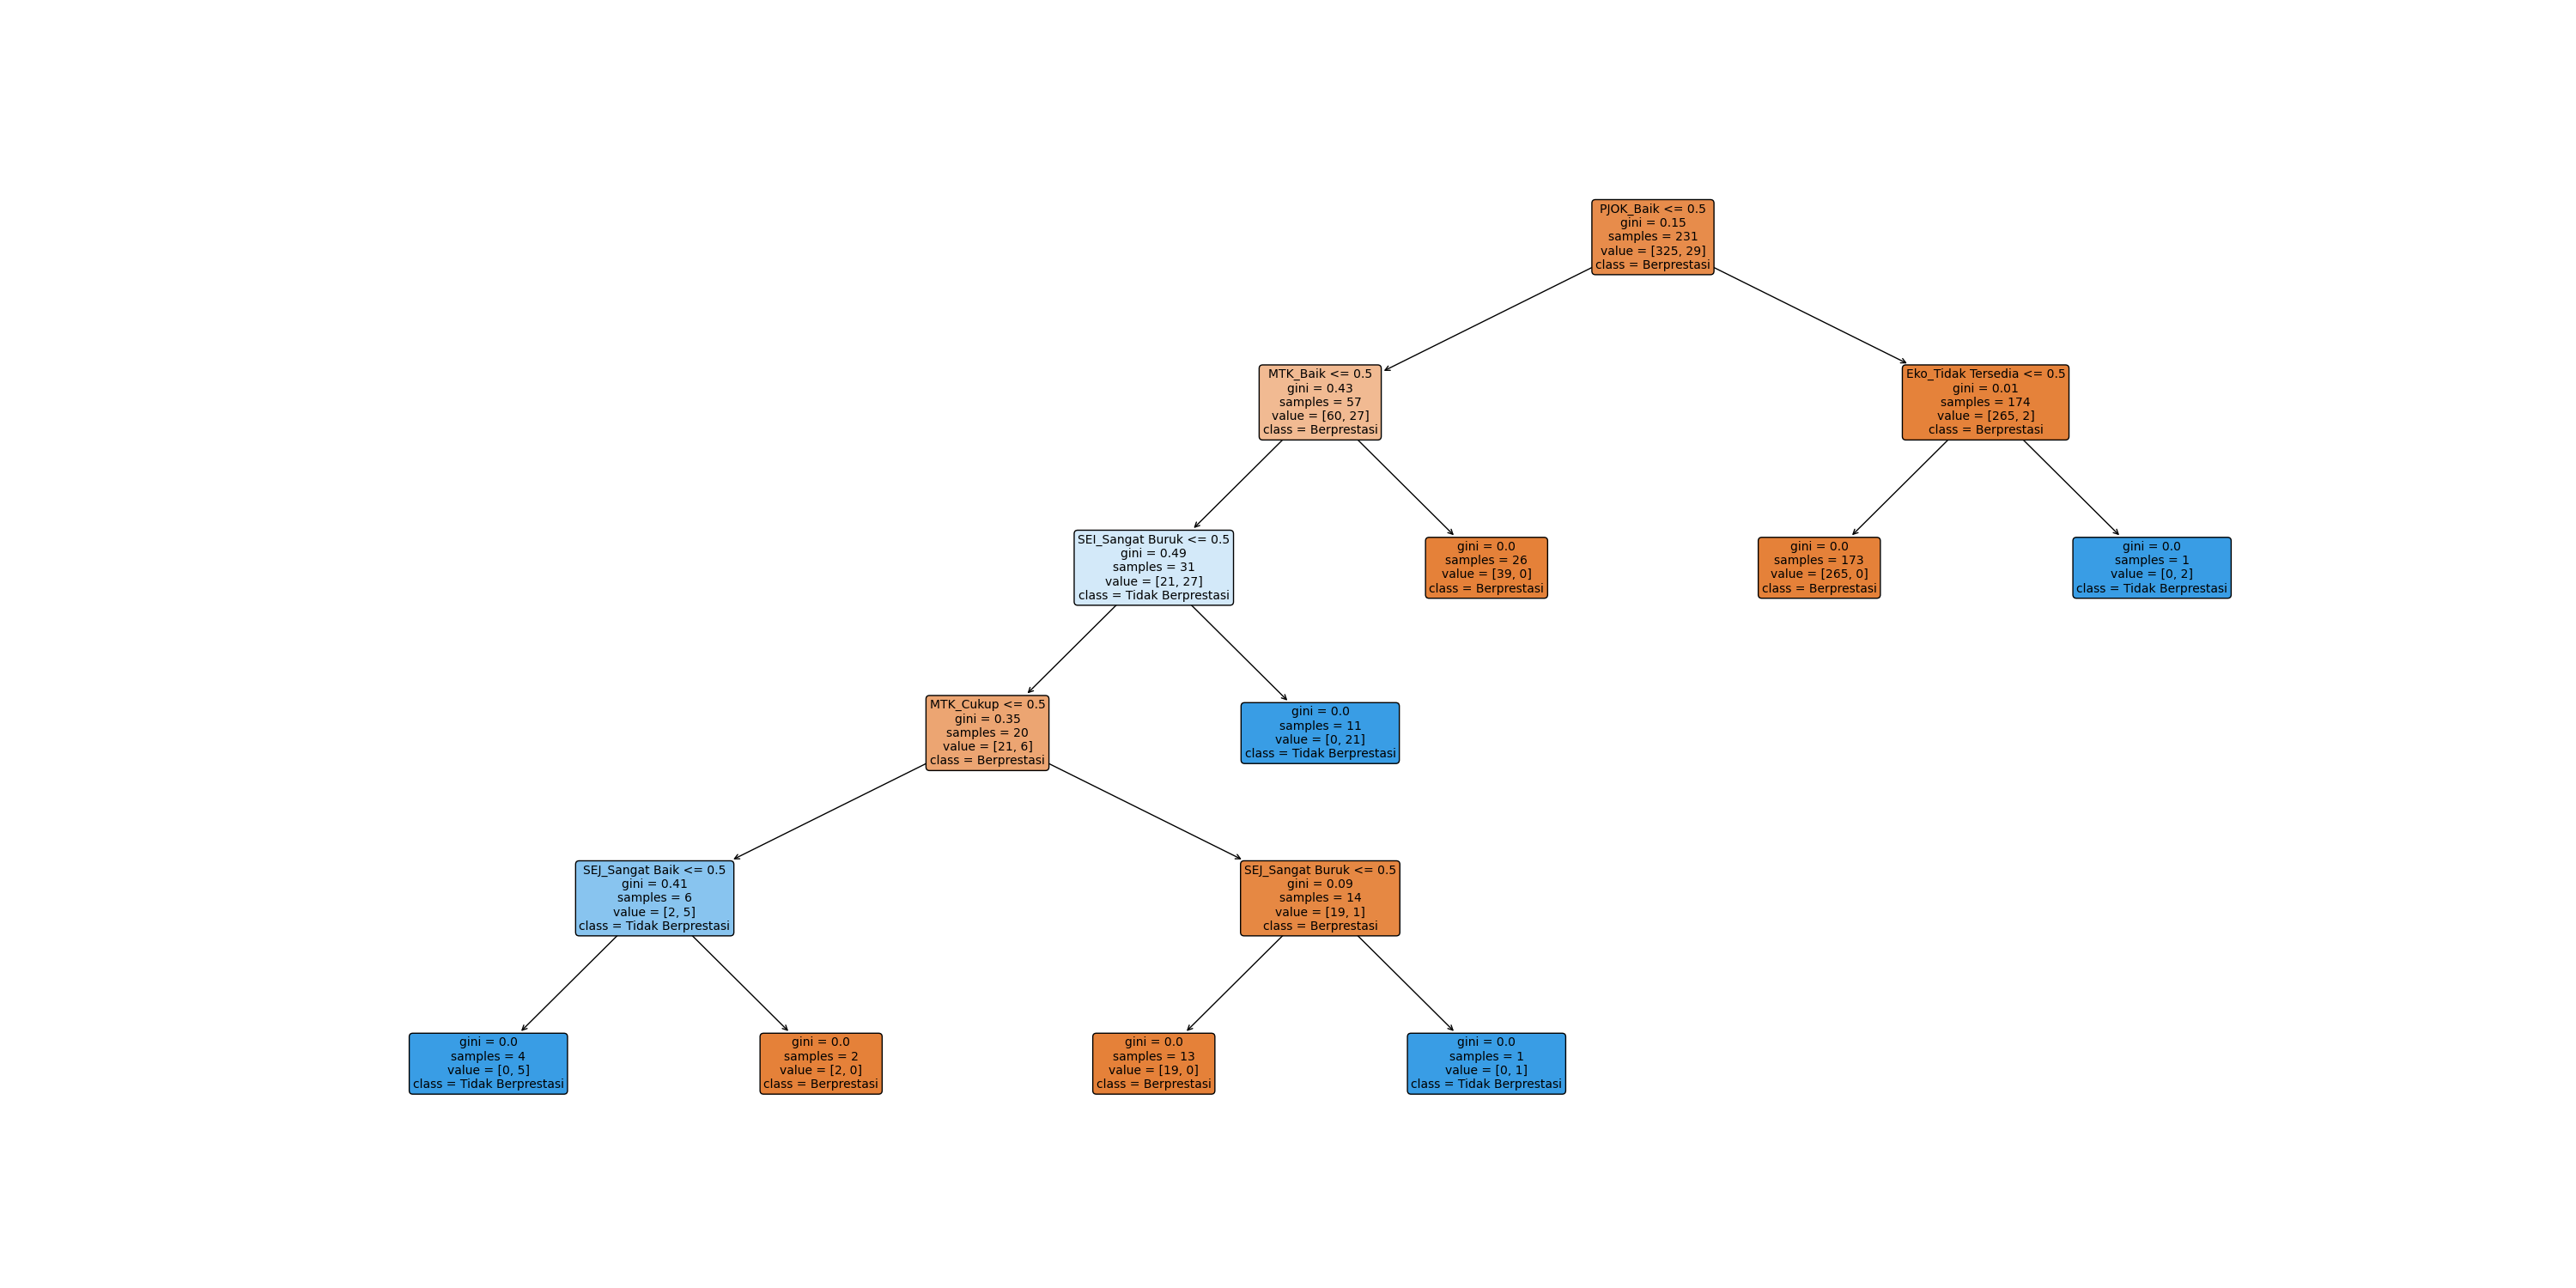 PJOK_Baik <= 0.5
gini = 0.15
samples = 231
value = [325, 29]
class = Berprestasi
MTK_Baik <= 0.5
gini = 0.43
samples = 57
value = [60, 27]
class = Berprestasi
Eko_Tidak Tersedia <= 0.5
gini = 0.01
samples = 174
value = [265, 2]
class = Berprestasi
SEI_Sangat Buruk <= 0.5
gini = 0.49
samples = 31
value = [21, 27]
class = Tidak Berprestasi
gini = 0.0
samples = 26
value = [39, 0]
class = Berprestasi
gini = 0.0
samples = 173
value = [265, 0]
class = Berprestasi
gini = 0.0
samples = 1
value = [0, 2]
class = Tidak Berprestasi
MTK_Cukup <= 0.5
gini = 0.35
samples = 20
value = [21, 6]
class = Berprestasi
gini = 0.0
samples = 11
value = [0, 21]
class = Tidak Berprestasi
SEJ_Sangat Baik <= 0.5
gini = 0.41
samples = 6
value = [2, 5]
class = Tidak Berprestasi
SEJ_Sangat Buruk <= 0.5
gini = 0.09
samples = 14
value = [19, 1]
class = Berprestasi
gini = 0.0
samples = 4
value = [0, 5]
class = Tidak Berprestasi
gini = 0.0
samples = 2
value = [2, 0]
class = Berprestasi
gini = 0.0
samples = 13
value = [19, 0]
class = Berprestasi
gini = 0.0
samples = 1
value = [0, 1]
class = Tidak Berprestasi